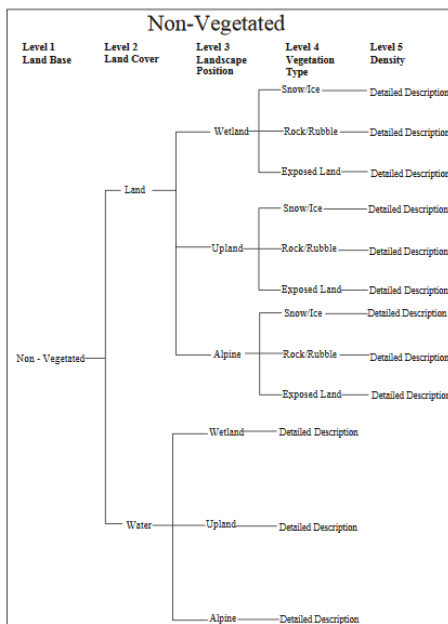 Non-Vegetated
Level 1 Level 2 Level 3 Level 4 Level 5
Land Base Land Cover Landscape Vegetation Density
Position Type
Snow/Ice Detailed Description
Wetland Rock/Rubble Detailed Description
Exposed Land Detailed Description
Land
Snow/Ice Detailed Description
Upland Rock/Rubble Detailed Description
Exposed Land Detailed Description
Snow/Ice Detailed Description
Non - Vegetated Alpine Rock/Rubble Detailed Description
Exposed Land Detailed Description
Wetland Detailed Description
Water Upland Detailed Description
Alpine Detailed Description